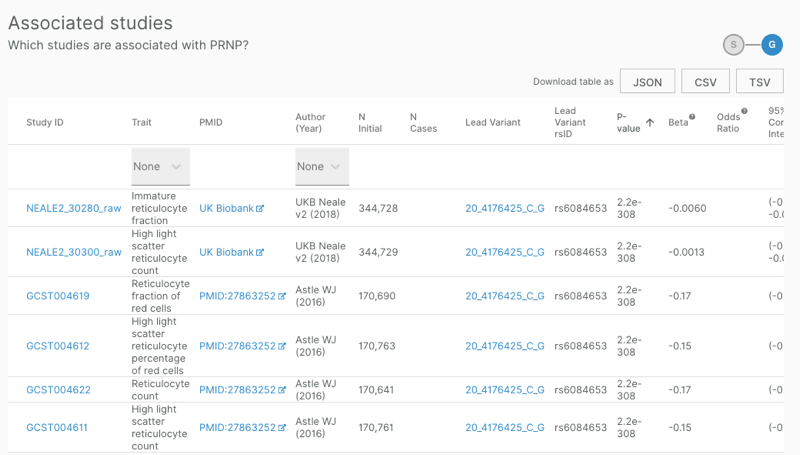 Associated studies
Which studies are associated with PRNP?
S G
Download table as JSON CSV TSV
Study ID Trait PMID Author (Year) N Initial N Cases Lead Variant Lead Variant rsID P-value Beta Odds Ratio 95% Con Inte
None None
NEALE2_30280_raw Immature reticulocyte fraction UK Biobank UKB Neale v2 (2018) 344,728 20_4176425_C_G rs6084653 2.2e-308 -0.0060 (-0 -0.0
NEALE2_30300_raw High light scatter reticulocyte count UK Biobank UKB Neale v2 (2018) 344,729 20_4176425_C_G rs6084653 2.2e-308 -0.0013 (-0 -0.0
GCST004619 Reticulocyte fraction of red cells PMID:27863252 Astle WJ (2016) 170,690 20_4176425_C_G rs6084653 2.2e-308 -0.17 (-0
GCST004612 High light scatter reticulocyte percentage of red cells PMID:27863252 Astle WJ (2016) 170,763 20_4176425_C_G rs6084653 2.2e-308 -0.15 (-0
GCST004622 Reticulocyte count PMID:27863252 Astle WJ (2016) 170,641 20_4176425_C_G rs6084653 2.2e-308 -0.17 (-0
GCST004611 High light scatter reticulocyte count PMID:27863252 Astle WJ (2016) 170,761 20_4176425_C_G rs6084653 2.2e-308 -0.15 (-0